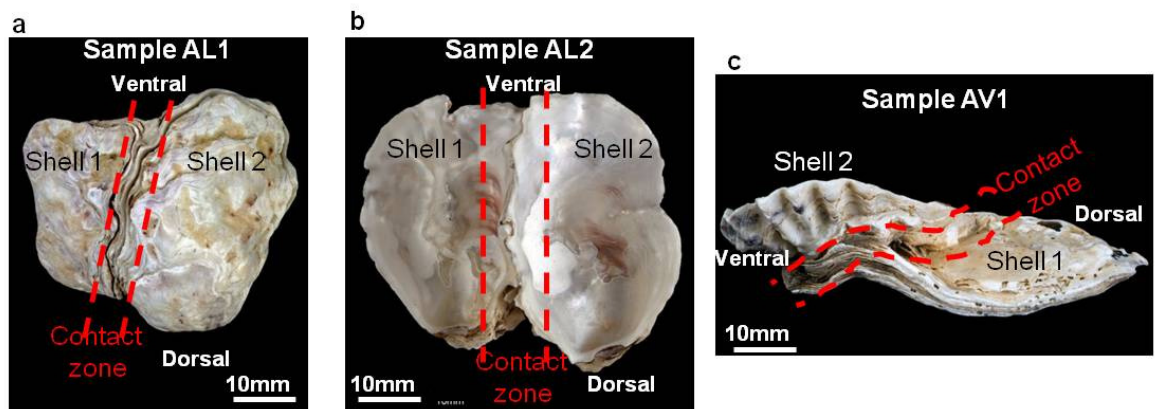 a
Sample AL1
Ventral
Shell 1
Shell 2
Contact
zone
Dorsal
10mm
b
Sample AL2
Ventral
Shell 1
Shell 2
Contact
zone
Dorsal
10mm
c
Sample AV1
Shell 2
Contact
zone
Dorsal
Ventral
Shell 1
10mm